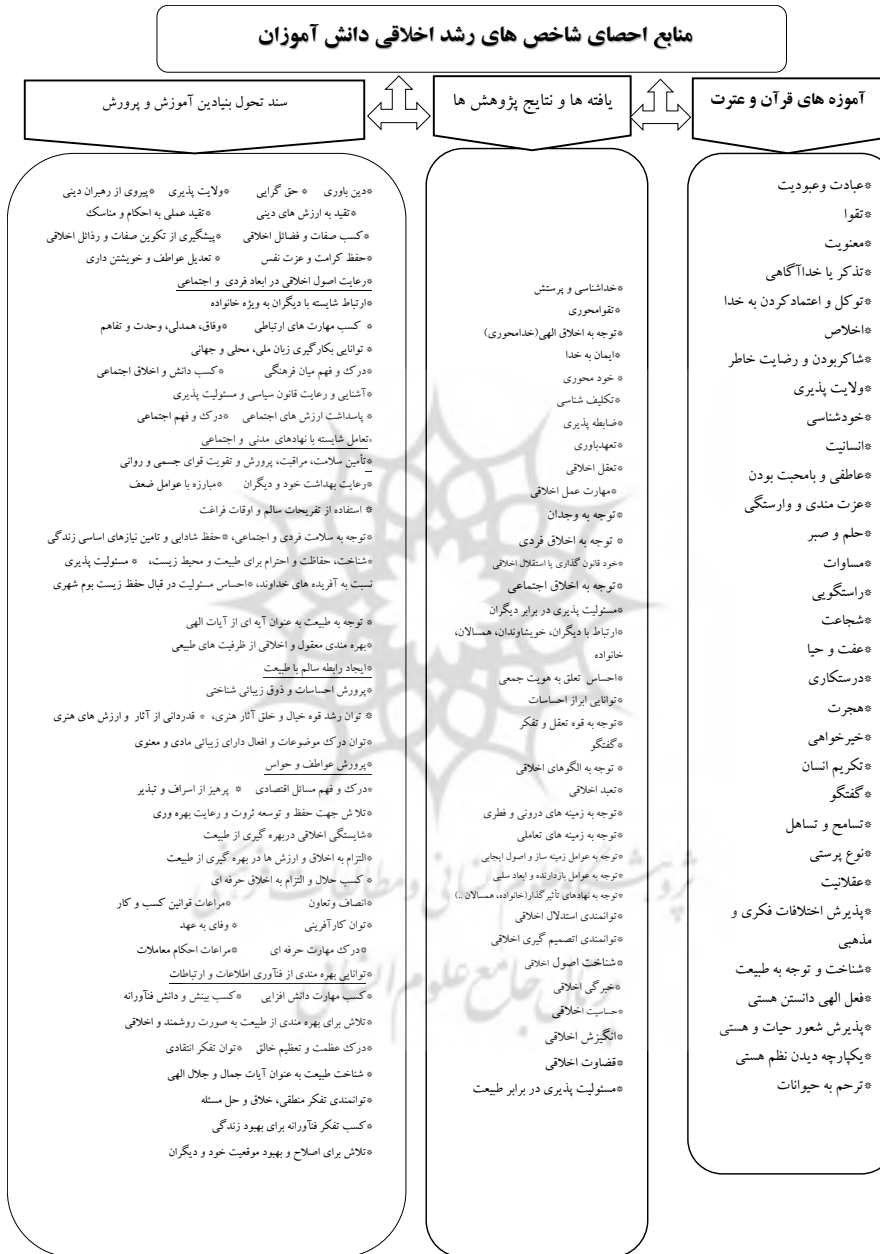 منابع احصای شاخص های رشد اخلاقی دانش آموزان
آموزه های قرآن و عترت
*عبادت وعبودیت
*تقوا
*معنویت
*تذکر یا خداآگاهی
*توکل و اعتمادکردن به خدا
*اخلاص
*شاکربودن و رضایت خاطر
*ولایت پذیری
*خودشناسی
*انسانیت
*عاطفی و بامحبت بودن
*عزت مندی و وارستگی
*حلم و صبر
*مساوات
*راستگویی
*شجاعت
*عفت و حیا
*درستکاری
*هجرت
*خیرخواهی
*تکریم انسان
*گفتگو
*تسامح و تساهل
*نوع پرستی
*عقلانیت
*پذیرش اختلافات فکری و
مذهبی
*شناخت و توجه به طبیعت
*فعل الهی دانستن هستی
*پذیرش شعور حیات و هستی
*یکپارچه دیدن نظم هستی
*ترحم به حیوانات
یافته ها و نتایج پژوهش ها
*خداشناسی و پرستش
*تقوامحوری
*توجه به اخلاق الهی(خدامحوری)
*ایمان به خدا
* خود محوری
*تکلیف شناسی
*ضابطه پذیری
*تعهدباوری
*تعقل اخلاقی
*مهارت عمل اخلاقی
*توجه به وجدان
* توجه به اخلاق فردی
*خود قانون گذاری یا استقلال اخلاقی
*توجه به اخلاق اجتماعی
*مسئولیت پذیری در برابر دیگران
*ارتباط با دیگران، خویشاوندان، همسالان،
خانواده
*احساس تعلق به هویت جمعی
*توانایی ابراز احساسات
*توجه به قوه تعقل و تفکر
*گفتگو
* توجه به الگوهای اخلاقی
*تعبد اخلاقی
*توجه به زمینه های درونی و فطری
*توجه به زمینه های تعاملی
*توجه به عوامل زمینه ساز و اصول ایجابی
*توجه به عوامل بازدارنده و ابعاد سلبی
*توجه به نهادهای تأثیرگذار(خانواده، همسالان ..)
*توانمندی استدلال اخلاقی
*توانمندی اتصمیم گیری اخلاقی
*شناخت اصول اخلاقی
*خبرگی اخلاقی
*حساسیت اخلاقی
*انگیزش اخلاقی
*قضاوت اخلاقی
*مسئولیت پذیری در برابر طبیعت
سند تحول بنیادین آموزش و پرورش
*دین باوری * حق گرایی *ولایت پذیری *پیروی از رهبران دینی
*تقید به ارزش های دینی *تقید عملی به احکام و مناسک
*کسب صفات و فضائل اخلاقی *پیشگیری از تکوین صفات و رذائل اخلاقی
*حفظ کرامت و عزت نفس * تعدیل عواطف و خویشتن داری
*رعایت اصول اخلاقی در ابعاد فردی و اجتماعی
*ارتباط شایسته با دیگران به ویژه خانواده
* کسب مهارت های ارتباطی *وفاق، همدلی، وحدت و تفاهم
* توانایی بکارگیری زبان ملی، محلی و جهانی
*درک و فهم میان فرهنگی *کسب دانش و اخلاق اجتماعی
*آشنایی و رعایت قانون سیاسی و مسئولیت پذیری
* پاسداشت ارزش های اجتماعی *درک و فهم اجتماعی
*تعامل شایسته با نهادهای مدنی و اجتماعی
*تأمین سلامت، مراقبت، پرورش و تقویت قوای جسمی و روانی
*رعایت بهداشت خود و دیگران *مبارزه با عوامل ضعف
* استفاده از تفریحات سالم و اوقات فراغت
*توجه به سلامت فردی و اجتماعی، *حفظ شادابی و تامین نیازهای اساسی زندگی
*شناخت، حفاظت و احترام برای طبیعت و محیط زیست، * مسئولیت پذیری
نسبت به آفریده های خداوند، *احساس مسئولیت در قبال حفظ زیست بوم شهری
* توجه به طبیعت به عنوان آیه ای از آیات الهی
*بهره مندی معقول و اخلاقی از ظرفیت های طبیعی
*ایجاد رابطه سالم با طبیعت
*پرورش احساسات و ذوق زیبائی شناختی
* توان رشد قوه خیال و خلق آثار هنری، * قدردانی از آثار و ارزش های هنری
*توان درک موضوعات و افعال دارای زیبائی مادی و معنوی
*پرورش عواطف و حواس
*درک و فهم مسائل اقتصادی * پرهیز از اسراف و تبذیر
*تلاش جهت حفظ و توسعه ثروت و رعایت بهره وری
*شایستگی اخلاقی دربهره گیری از طبیعت
*التزام به اخلاق و ارزش ها در بهره گیری از طبیعت
* کسب حلال و التزام به اخلاق حرفه ای
*انصاف وتعاون *مراعات قوانین کسب و کار
*توان کارآفرینی * وفای به عهد
*درک مهارت حرفه ای *مراعات احکام معاملات
*توانایی بهره مندی از فنآوری اطلاعات و ارتباطات
*کسب مهارت دانش افزایی *کسب بینش و دانش فنآورانه
*تلاش برای بهره مندی از طبیعت به صورت روشمند و اخلاقی
*درک عظمت و تعظیم خالق *توان تفکر انتقادی
* شناخت طبیعت به عنوان آیات جمال و جلال الهی
*توانمندی تفکر منطقی، خلاق و حل مسئله
*کسب تفکر فنآورانه برای بهبود زندگی
*تلاش برای اصلاح و بهبود موقعیت خود و دیگران
پژوهشگاه علوم انسانی و مطالعات فرهنگی
پرتال جامع علوم انسانی